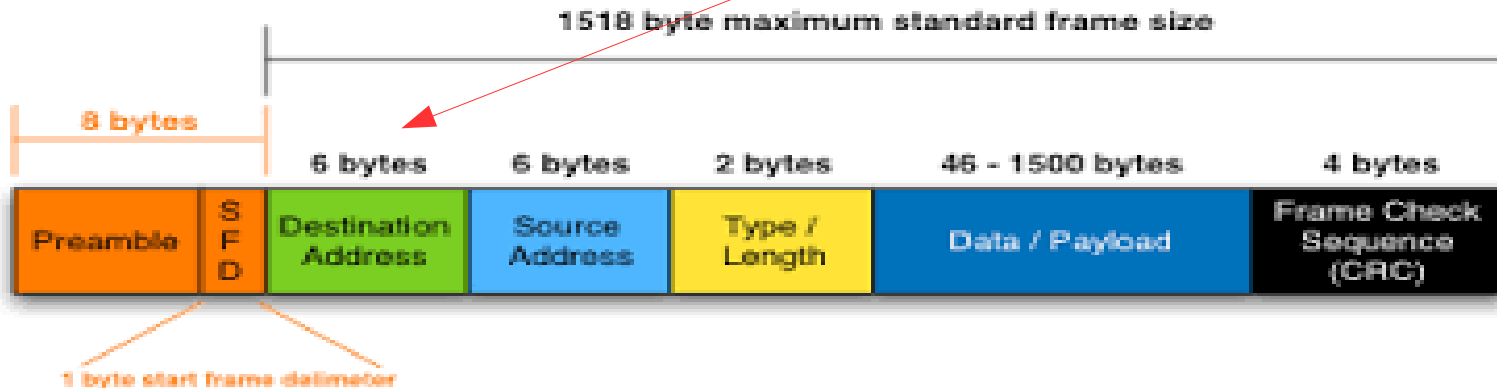 1518 byte maximum standard frame size
8 bytes
6 bytes
6 bytes
2 bytes
46 - 1500 bytes
4 bytes
Preamble
S
F
D
Destination
Address
Source
Address
Type /
Length
Data / Payload
Frame Check
Sequence
(CRC)
1 byte start frame delimeter